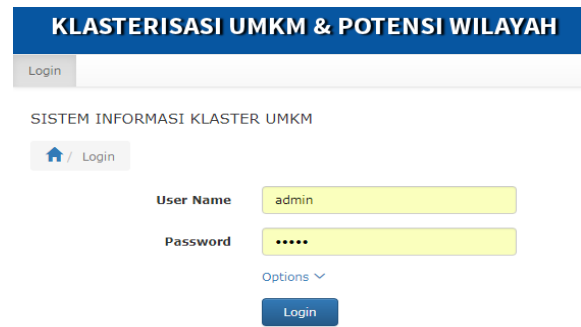 KLASTERISASI UMKM & POTENSI WILAYAH
Login
SISTEM INFORMASI KLASTER UMKM
/ Login
User Name admin
Password •••••
Options
Login